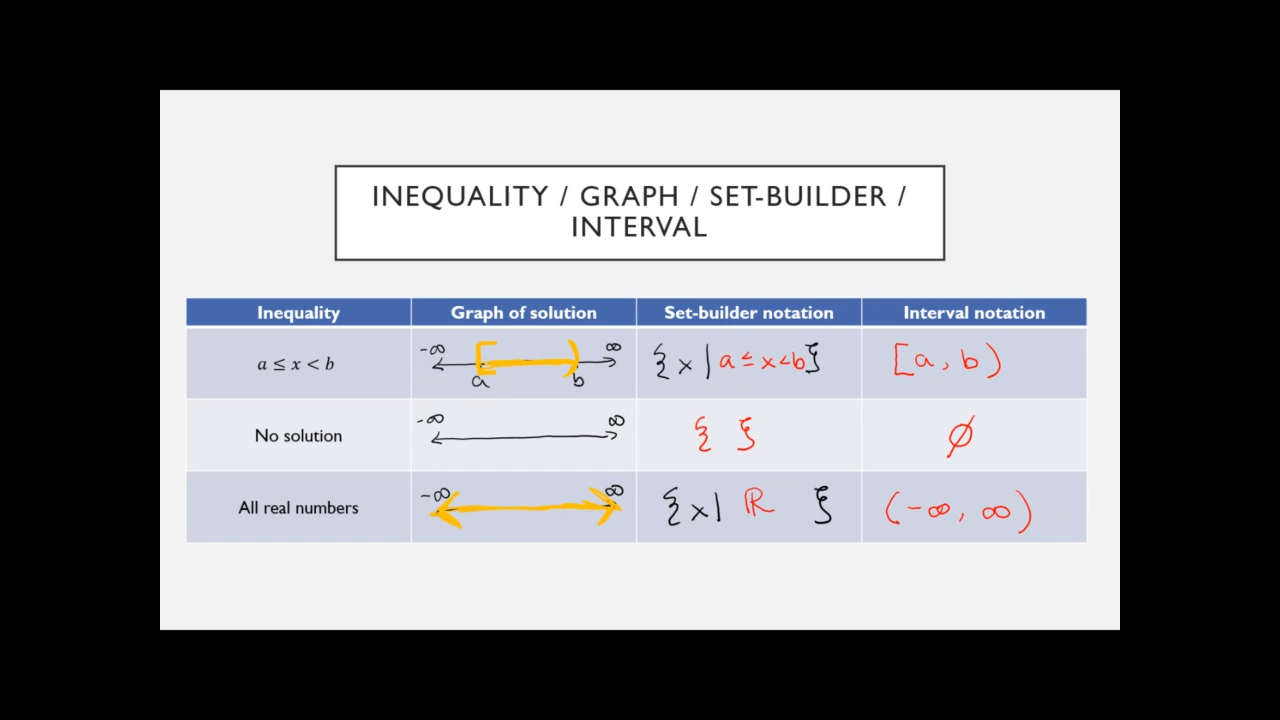 INEQUALITY / GRAPH / SET-BUILDER /
INTERVAL
Inequality Graph of solution Set-builder notation Interval notation
a ≤ x < b -∞ [ ) ∞ a b {x | a ≤ x < b} [a, b)
No solution -∞ ∞ { } ∅
All real numbers -∞ ∞ {x | ℝ } (-∞, ∞)